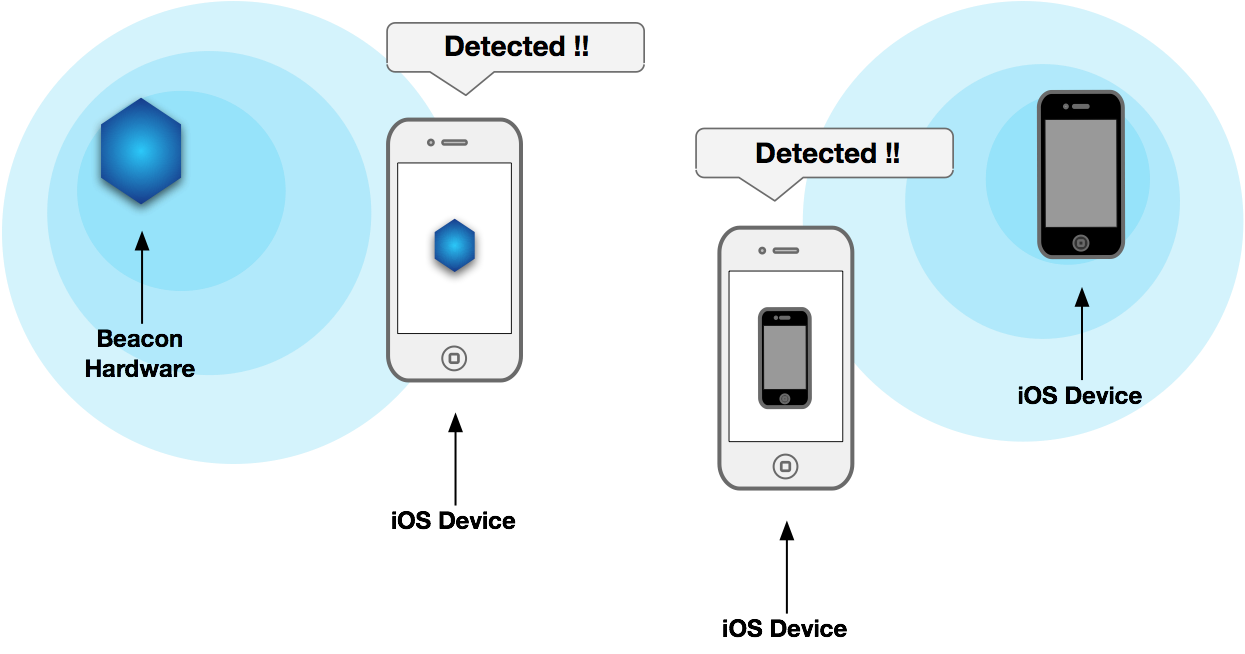 Detected !!
Beacon
Hardware
iOS Device
Detected !!
iOS Device
iOS Device